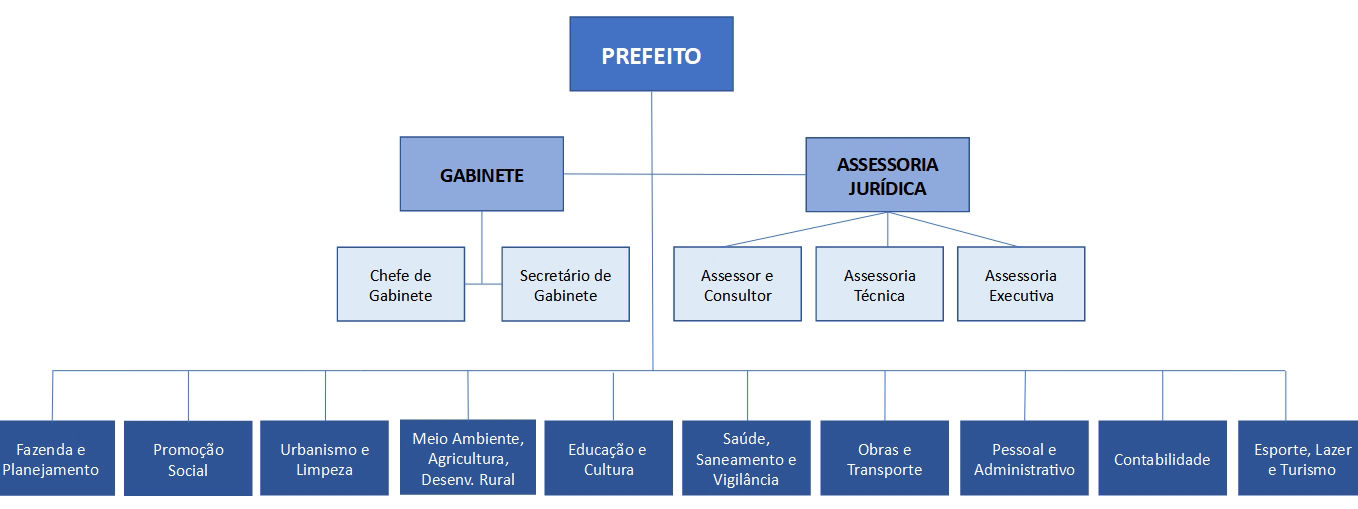 PREFEITO
GABINETE
ASSESSORIA
JURÍDICA
Chefe de
Gabinete
Secretário de
Gabinete
Assessor e
Consultor
Assessoria
Técnica
Assessoria
Executiva
Fazenda e
Planejamento
Promoção
Social
Urbanismo e
Limpeza
Meio Ambiente,
Agricultura,
Desenv. Rural
Educação e
Cultura
Saúde,
Saneamento e
Vigilância
Obras e
Transporte
Pessoal e
Administrativo
Contabilidade
Esporte, Lazer
e Turismo